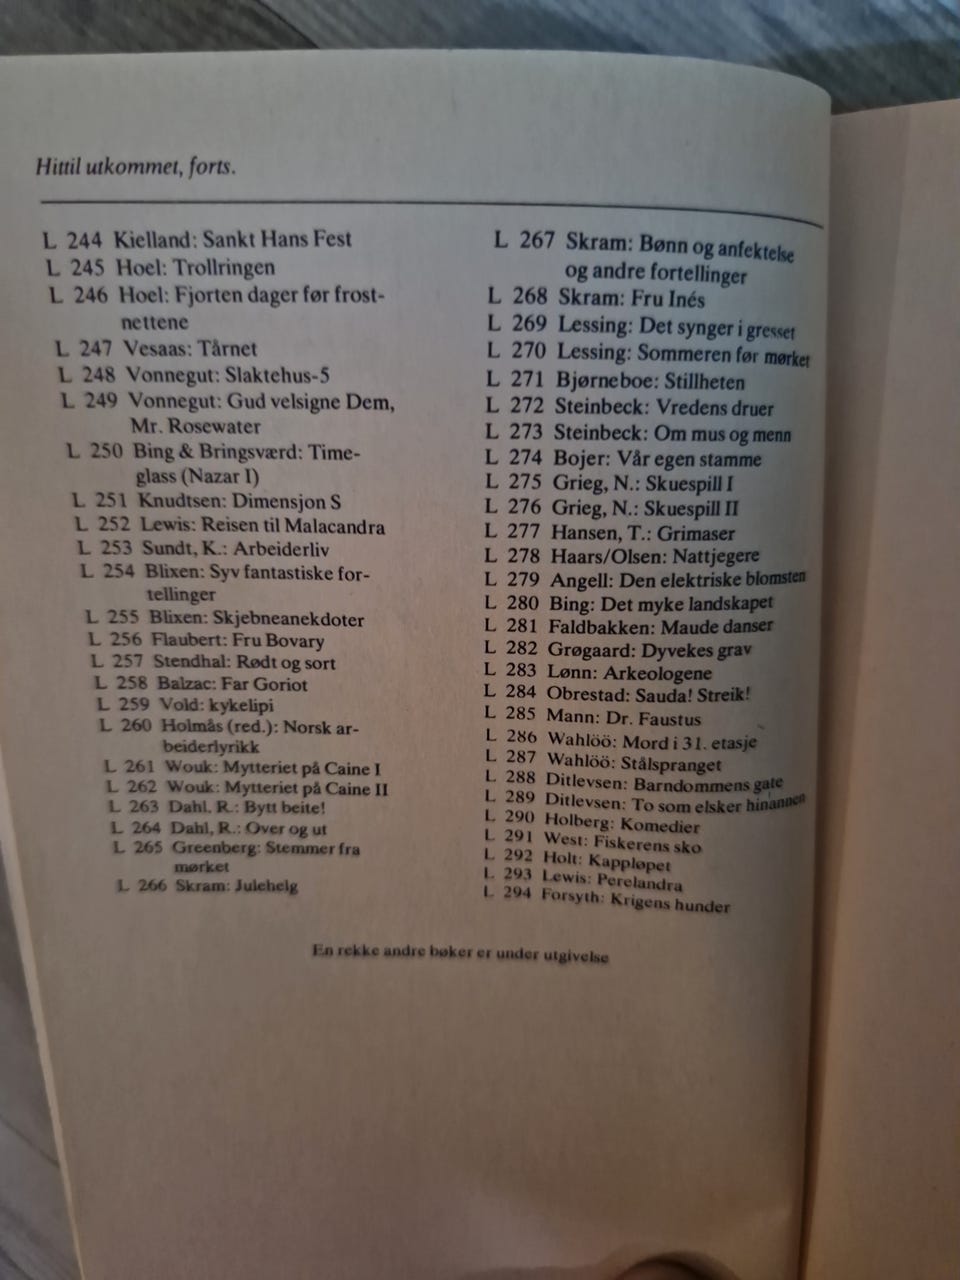 Hittil utkommet, forts.
L 244 Kielland: Sankt Hans Fest
L 245 Hoel: Trollringen
L 246 Hoel: Fjorten dager før frost-
nettene
L 247 Vesaas: Tårnet
L 248 Vonnegut: Slaktehus-5
L 249 Vonnegut: Gud velsigne Dem,
Mr. Rosewater
L 250 Bing & Bringsværd: Time-
glass (Nazar I)
L 251 Knudtsen: Dimensjon S
L 252 Lewis: Reisen til Malacandra
L 253 Sundt, K.: Arbeiderliv
L 254 Blixen: Syv fantastiske for-
tellinger
L 255 Blixen: Skjebneanekdoter
L 256 Flaubert: Fru Bovary
L 257 Stendhal: Rødt og sort
L 258 Balzac: Far Goriot
L 259 Vold: kykelipi
L 260 Holmås (red.): Norsk ar-
beiderlyrikk
L 261 Wouk: Mytteriet på Caine I
L 262 Wouk: Mytteriet på Caine II
L 263 Dahl, R.: Bytt beite!
L 264 Dahl, R.: Over og ut
L 265 Greenberg: Stemmer fra
mørket
L 266 Skram: Julehelg
L 267 Skram: Bønn og anfektelse
og andre fortellinger
L 268 Skram: Fru Inés
L 269 Lessing: Det synger i gresset
L 270 Lessing: Sommeren før mørket
L 271 Bjørneboe: Stillheten
L 272 Steinbeck: Vredens druer
L 273 Steinbeck: Om mus og menn
L 274 Bojer: Vår egen stamme
L 275 Grieg, N.: Skuespill I
L 276 Grieg, N.: Skuespill II
L 277 Hansen, T.: Grimaser
L 278 Haars/Olsen: Nattjegere
L 279 Angell: Den elektriske blomsten
L 280 Bing: Det myke landskapet
L 281 Faldbakken: Maude danser
L 282 Grøgaard: Dyvekes grav
L 283 Lønn: Arkeologene
L 284 Obrestad: Sauda! Streik!
L 285 Mann: Dr. Faustus
L 286 Wahlöö: Mord i 31. etasje
L 287 Wahlöö: Stålspranget
L 288 Ditlevsen: Barndommens gate
L 289 Ditlevsen: To som elsker hinannen
L 290 Holberg: Komedier
L 291 West: Fiskerens sko
L 292 Holt: Kappløpet
L 293 Lewis: Perelandra
L 294 Forsyth: Krigens hunder
En rekke andre bøker er under utgivelse